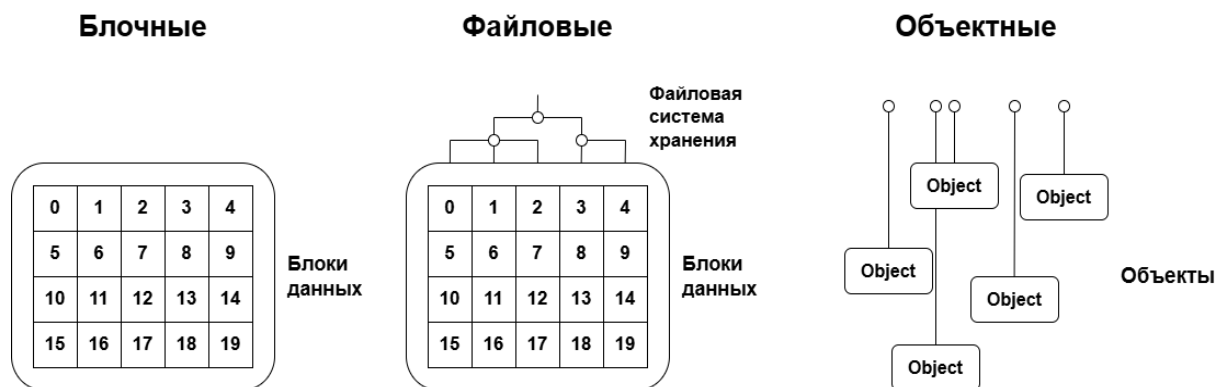 Блочные
0 1 2 3 4
5 6 7 8 9
10 11 12 13 14
15 16 17 18 19
Блоки
данных
Файловые
Файловая
система
хранения
0 1 2 3 4
5 6 7 8 9
10 11 12 13 14
15 16 17 18 19
Блоки
данных
Объектные
Object
Object
Object
Object
Object
Объекты